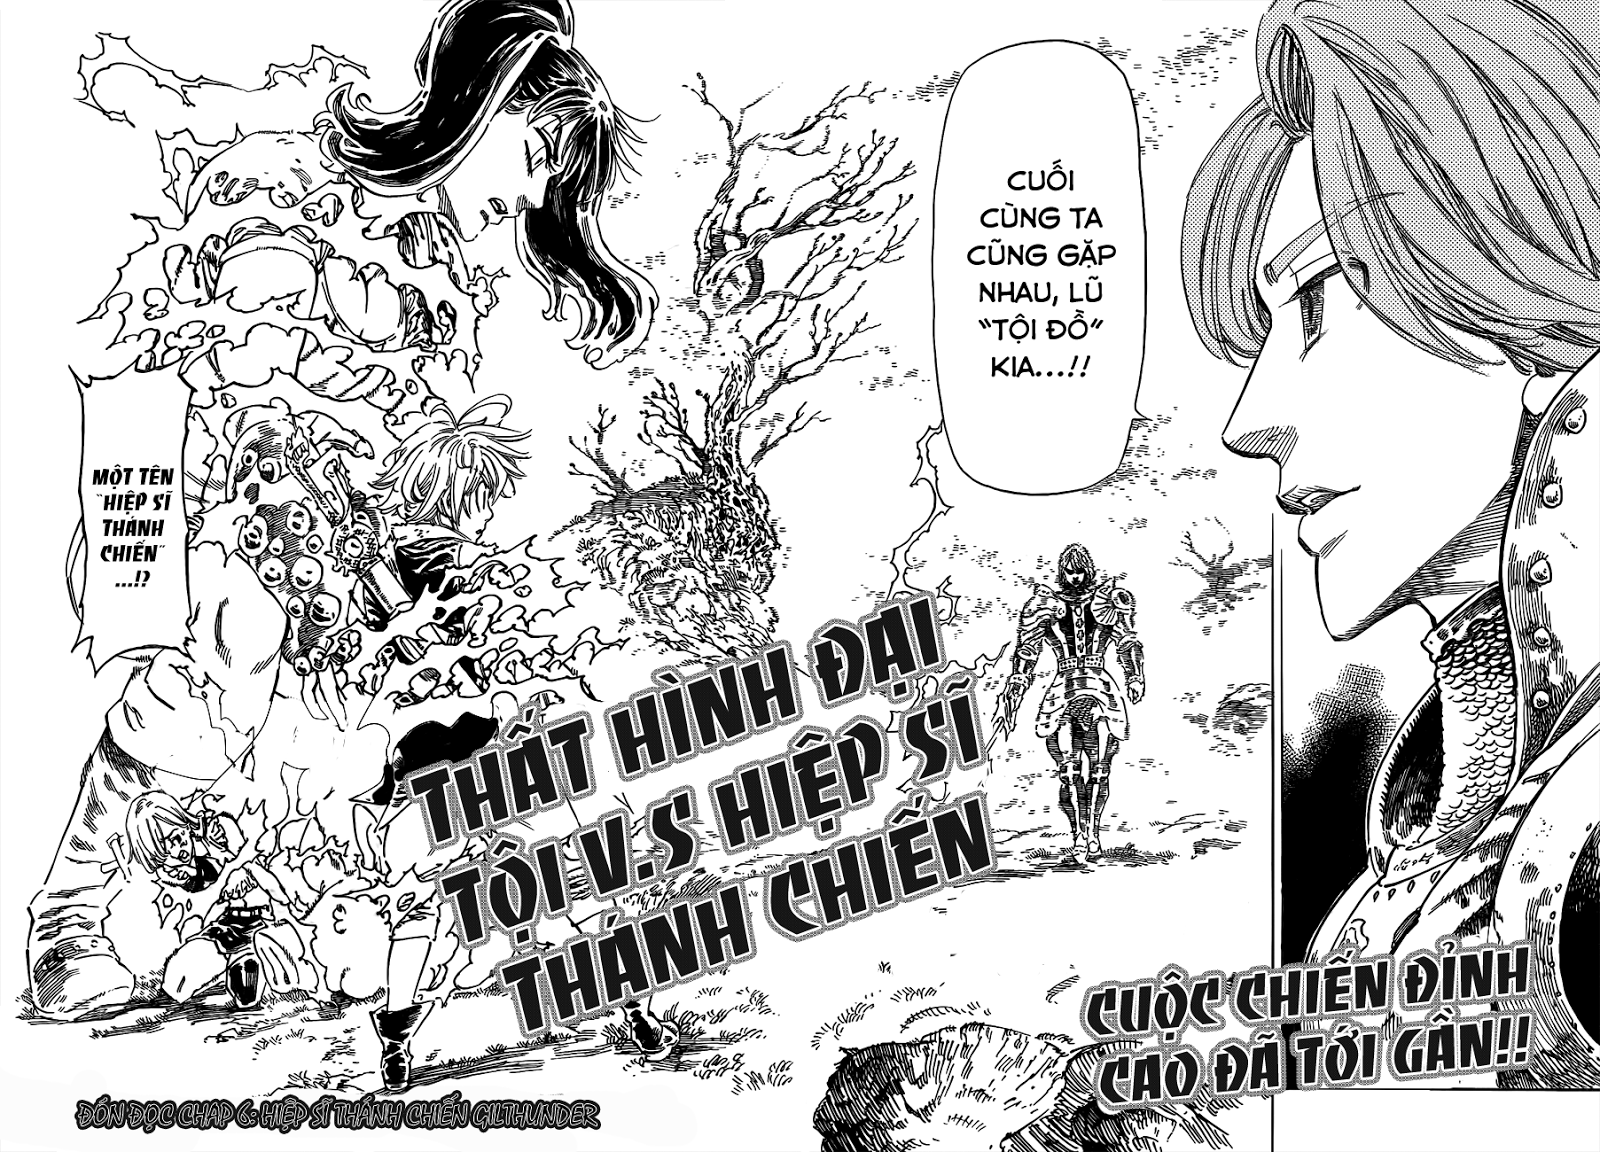 CUỐI
CÙNG TA
CŨNG GẶP
NHAU, LŨ
“TỘI ĐỒ”
KIA...!!
MỘT TÊN
"HIỆP SĨ
THÁNH
CHIẾN"
...!?
THẤT HÌNH ĐẠI
TỘI V.S HIỆP SĨ
THÁNH CHIẾN
CUỘC CHIẾN ĐỈNH
CAO ĐÃ TỚI GẦN!!
ĐÓN ĐỌC CHAP 6: HIỆP SĨ THÁNH CHIẾN GILTHUNDER